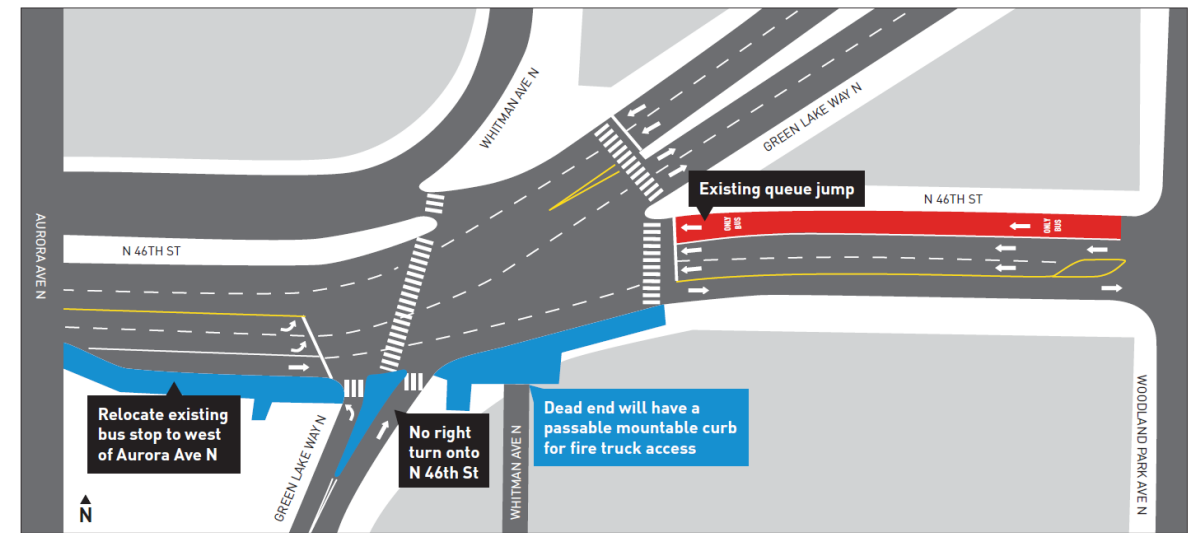 WHITMAN AVE N
GREEN LAKE WAY N
Existing queue jump
N 46TH ST
ONLY
BUS
ONLY
BUS
AURORA AVE N
N 46TH ST
Relocate existing
bus stop to west
of Aurora Ave N
No right
turn onto
N 46th St
Dead end will have a
passable mountable curb
for fire truck access
GREEN LAKE WAY N
WHITMAN AVE N
WOODLAND PARK AVE N
N